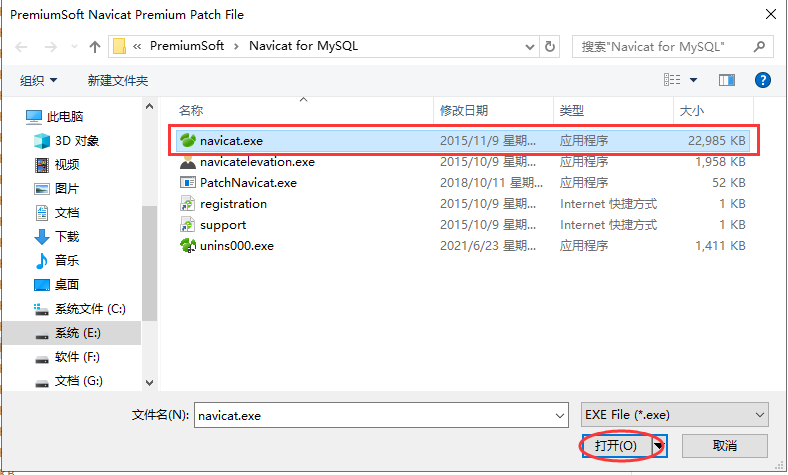 PremiumSoft Navicat Premium Patch File
« PremiumSoft > Navicat for MySQL
搜索"Navicat for MySQL"
组织
新建文件夹
名称 修改日期 类型 大小
此电脑
3D 对象
视频
图片
文档
下载
音乐
桌面
系统文件 (C:)
系统 (E:)
软件 (F:)
文档 (G:)
navicat.exe 2015/11/9 星期... 应用程序 22,985 KB
navicatelevation.exe 2015/10/9 星期... 应用程序 1,958 KB
PatchNavicat.exe 2018/10/11 星期... 应用程序 52 KB
registration 2015/10/9 星期... Internet 快捷方式 1 KB
support 2015/10/9 星期... Internet 快捷方式 1 KB
unins000.exe 2021/6/23 星期... 应用程序 1,411 KB
文件名(N): navicat.exe
EXE File (*.exe)
打开(O)
取消